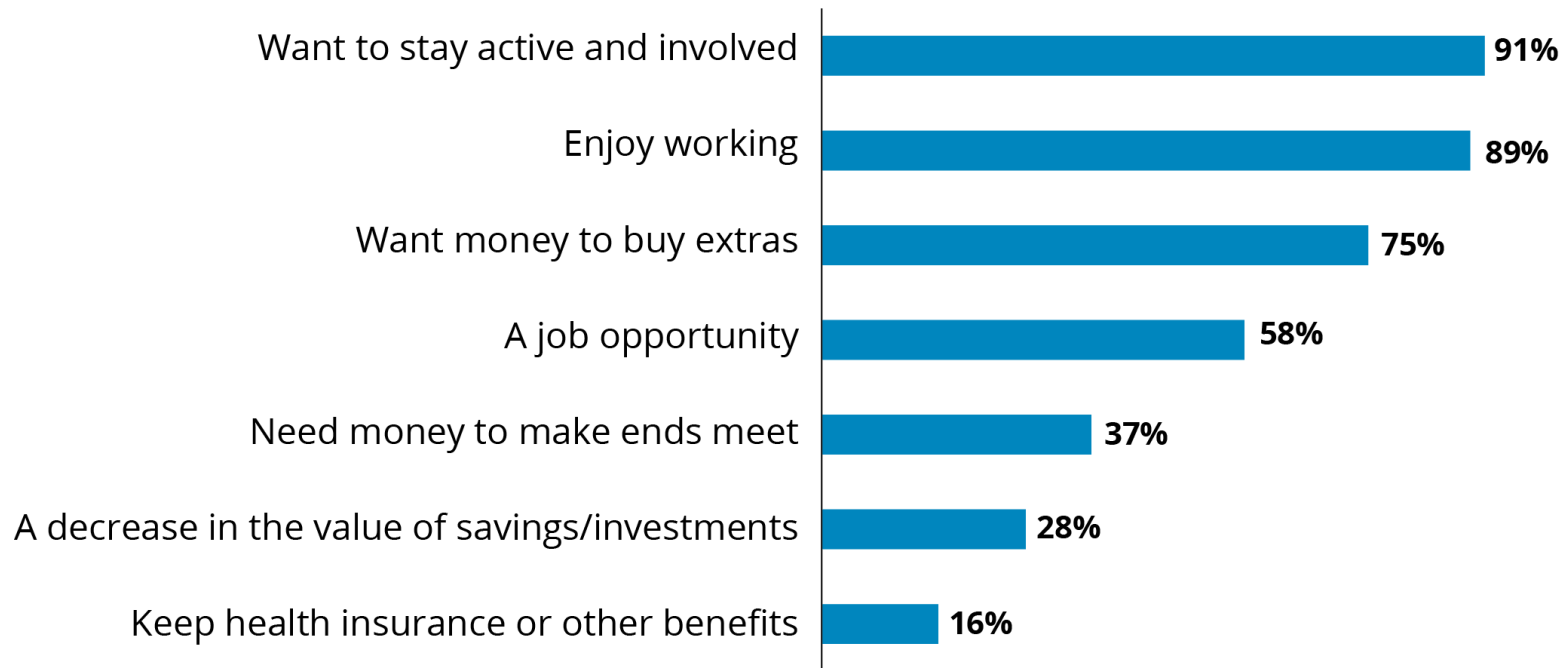 Want to stay active and involved 91%
Enjoy working 89%
Want money to buy extras 75%
A job opportunity 58%
Need money to make ends meet 37%
A decrease in the value of savings/investments 28%
Keep health insurance or other benefits 16%